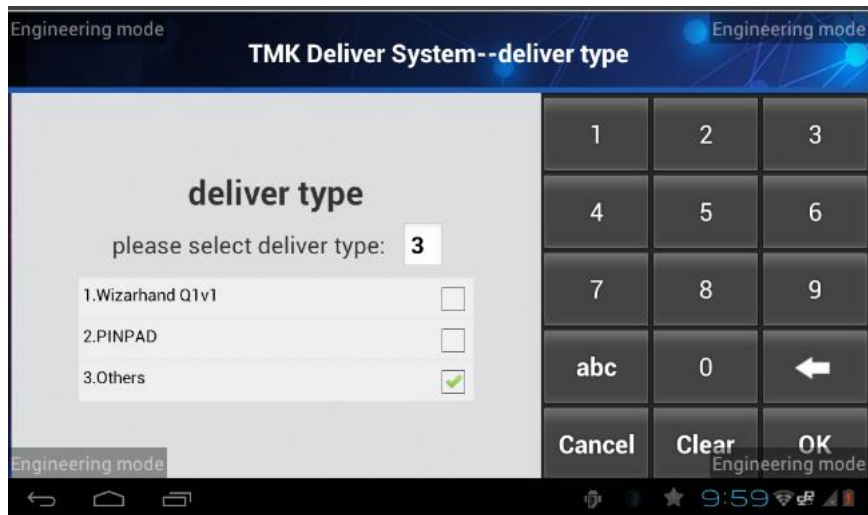 Engineering mode
Engineering mode
TMK Deliver System--deliver type
deliver type
please select deliver type: 3
1.Wizarhand Q1v1
2.PINPAD
3.Others
1 2 3
4 5 6
7 8 9
abc 0
Cancel Clear OK
Engineering mode
Engineering mode
9:59